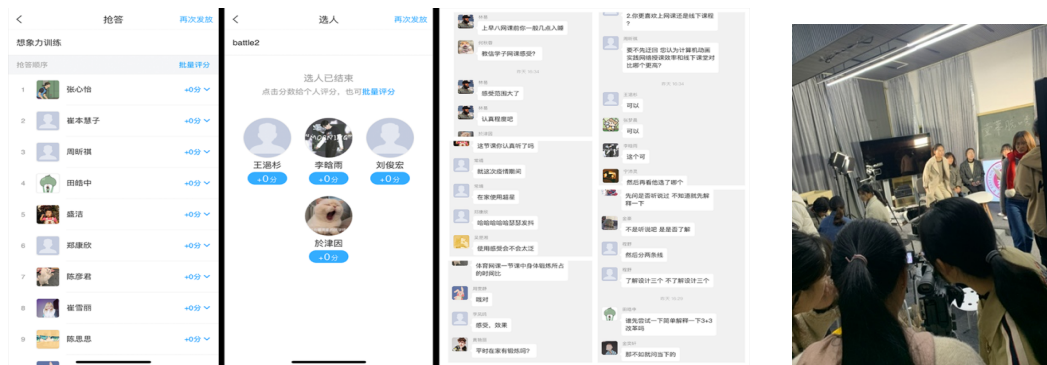 抢答
再次发放
想象力训练
抢答顺序
批量评分
1 张心怡 +0分
2 崔本慧子 +0分
3 周昕祺 +0分
4 田皓中 +0分
5 盛洁 +0分
6 郑康欣 +0分
7 陈彦君 +0分
8 崔雪丽 +0分
9 陈思思 +0分
选人
再次发放
battle2
选人已结束
点击分数给个人评分，也可批量评分
李晗雨
刘俊宏
+0分
+0分
+0分
於津因
+0分
上早八网课前你一般几点入睡
教信学子网课感受?
感受范围大了
认真程度吧
这节课你认真听了吗
就这次疫情期间
在家使用超星
哈哈哈哈瑟瑟发抖
使用感受会不会太泛
体育网课一节课中身体锻炼所占
的时间比
哦对
感受，效果
平时在家有锻炼吗?
2.你更喜欢上网课还是线下课程
?
要不先迂回 您认为计算机动画
实践网络授课效率和线下课堂对
比哪个更高?
可以
可以
这个可
然后再看他选了哪个
先问是否听说过 不知道就先解
释一下
不是听说吧 是是否了解
然后分两条线
了解设计三个 不了解设计三个
谁先尝试一下简单解释一下3+3
改革吗
那不如就问当下的